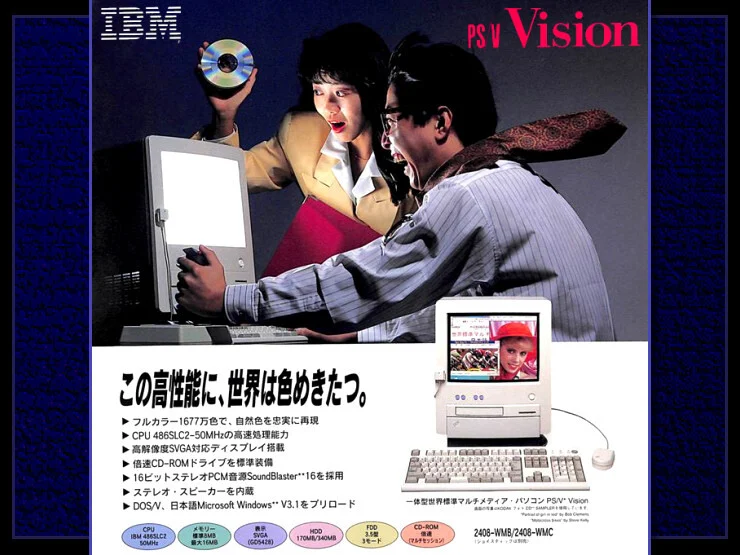 IBM
PS V Vision
この高性能に、世界は色めきたつ。
▶ フルカラー1677万色で、自然色を忠実に再現
▶ CPU 486SLC2-50MHzの高速処理能力
▶ 高解像度SVGA対応ディスプレイ搭載
▶ 倍速CD-ROMドライブを標準装備
▶ 16ビットステレオPCM音源SoundBlaster**16を採用
▶ ステレオ・スピーカーを内蔵
▶ DOS/V、日本語Microsoft Windows** V3.1をプリロード
一体型世界標準マルチメディア・パソコン PS/V* Vision
CPU
IBM 486SLC2
50MHz
メモリー
標準8MB
最大16MB
表示
SVGA
(GD5428)
HDD
170MB/340MB
FDD
3.5型
3モード
CD-ROM
倍速
(マルチセッション)
2408-WMB/2408-WMC
(ジョイスティックは別売)